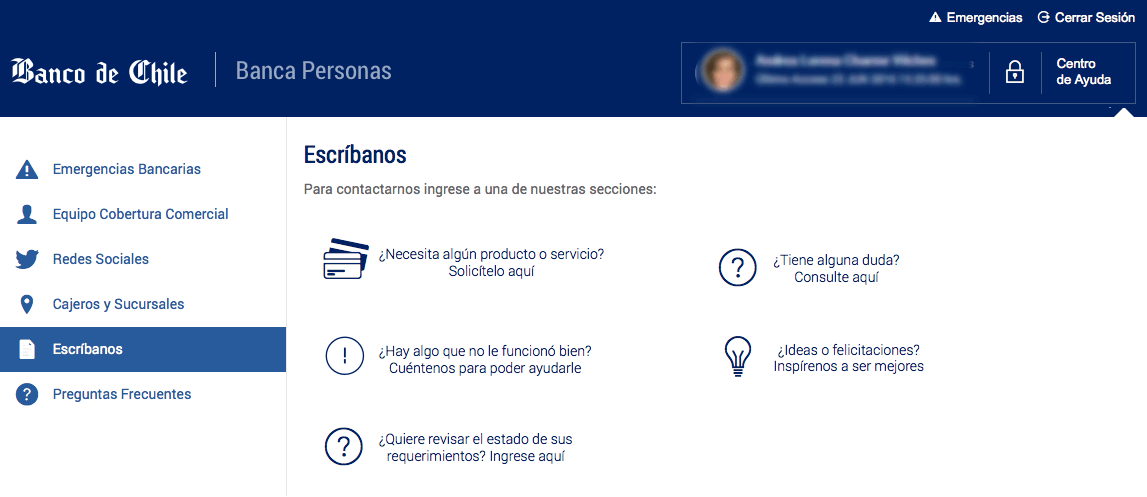 Emergencias
Cerrar Sesión
Banco de Chile
Banca Personas
Centro
de Ayuda
Emergencias Bancarias
Equipo Cobertura Comercial
Redes Sociales
Cajeros y Sucursales
Escríbanos
Preguntas Frecuentes
Escríbanos
Para contactarnos ingrese a una de nuestras secciones:
¿Necesita algún producto o servicio?
Solicítelo aquí
¿Tiene alguna duda?
Consulte aquí
¿Hay algo que no le funcionó bien?
Cuéntenos para poder ayudarle
¿Ideas o felicitaciones?
Inspírenos a ser mejores
¿Quiere revisar el estado de sus
requerimientos? Ingrese aquí